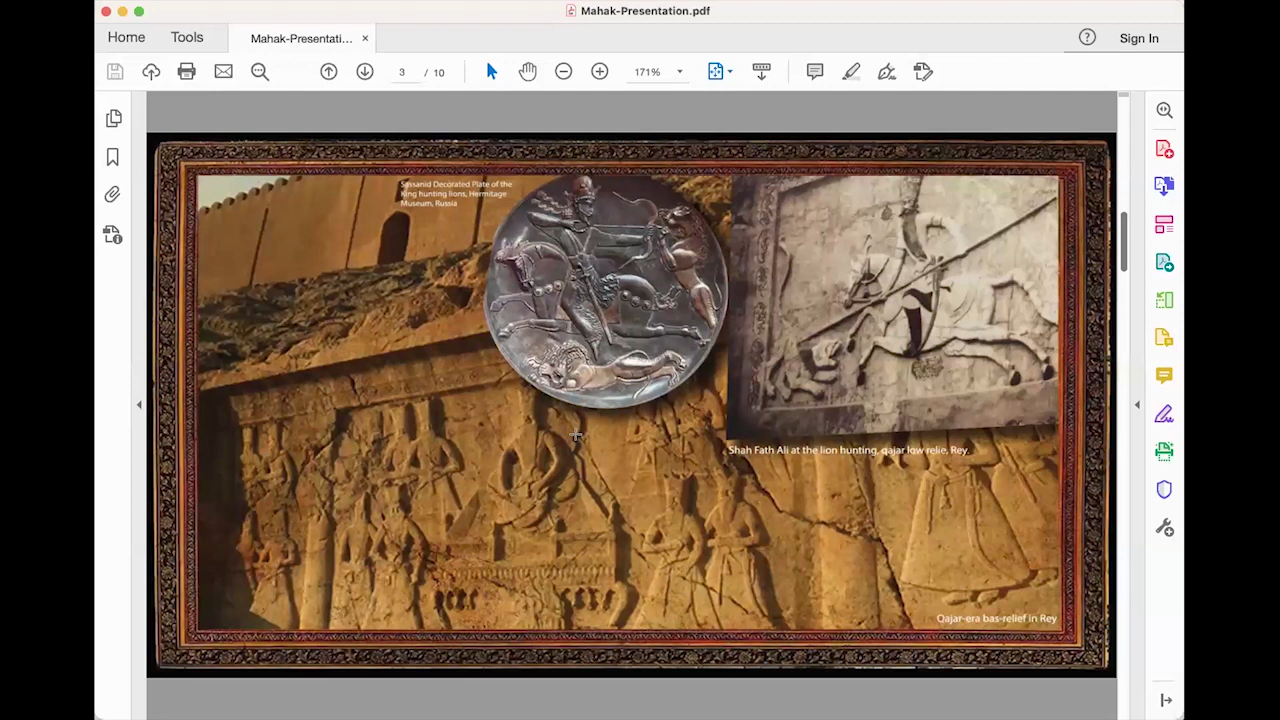 Mahak-Presentation.pdf
Home
Tools
Mahak-Presentati...
Sign In
3 / 10
171%
Sassanid Decorated Plate of the
King hunting lions, Hermitage
Museum, Russia
Shah Fath Ali at the lion hunting, qajar low relie, Rey.
Qajar-era bas-relief in Rey